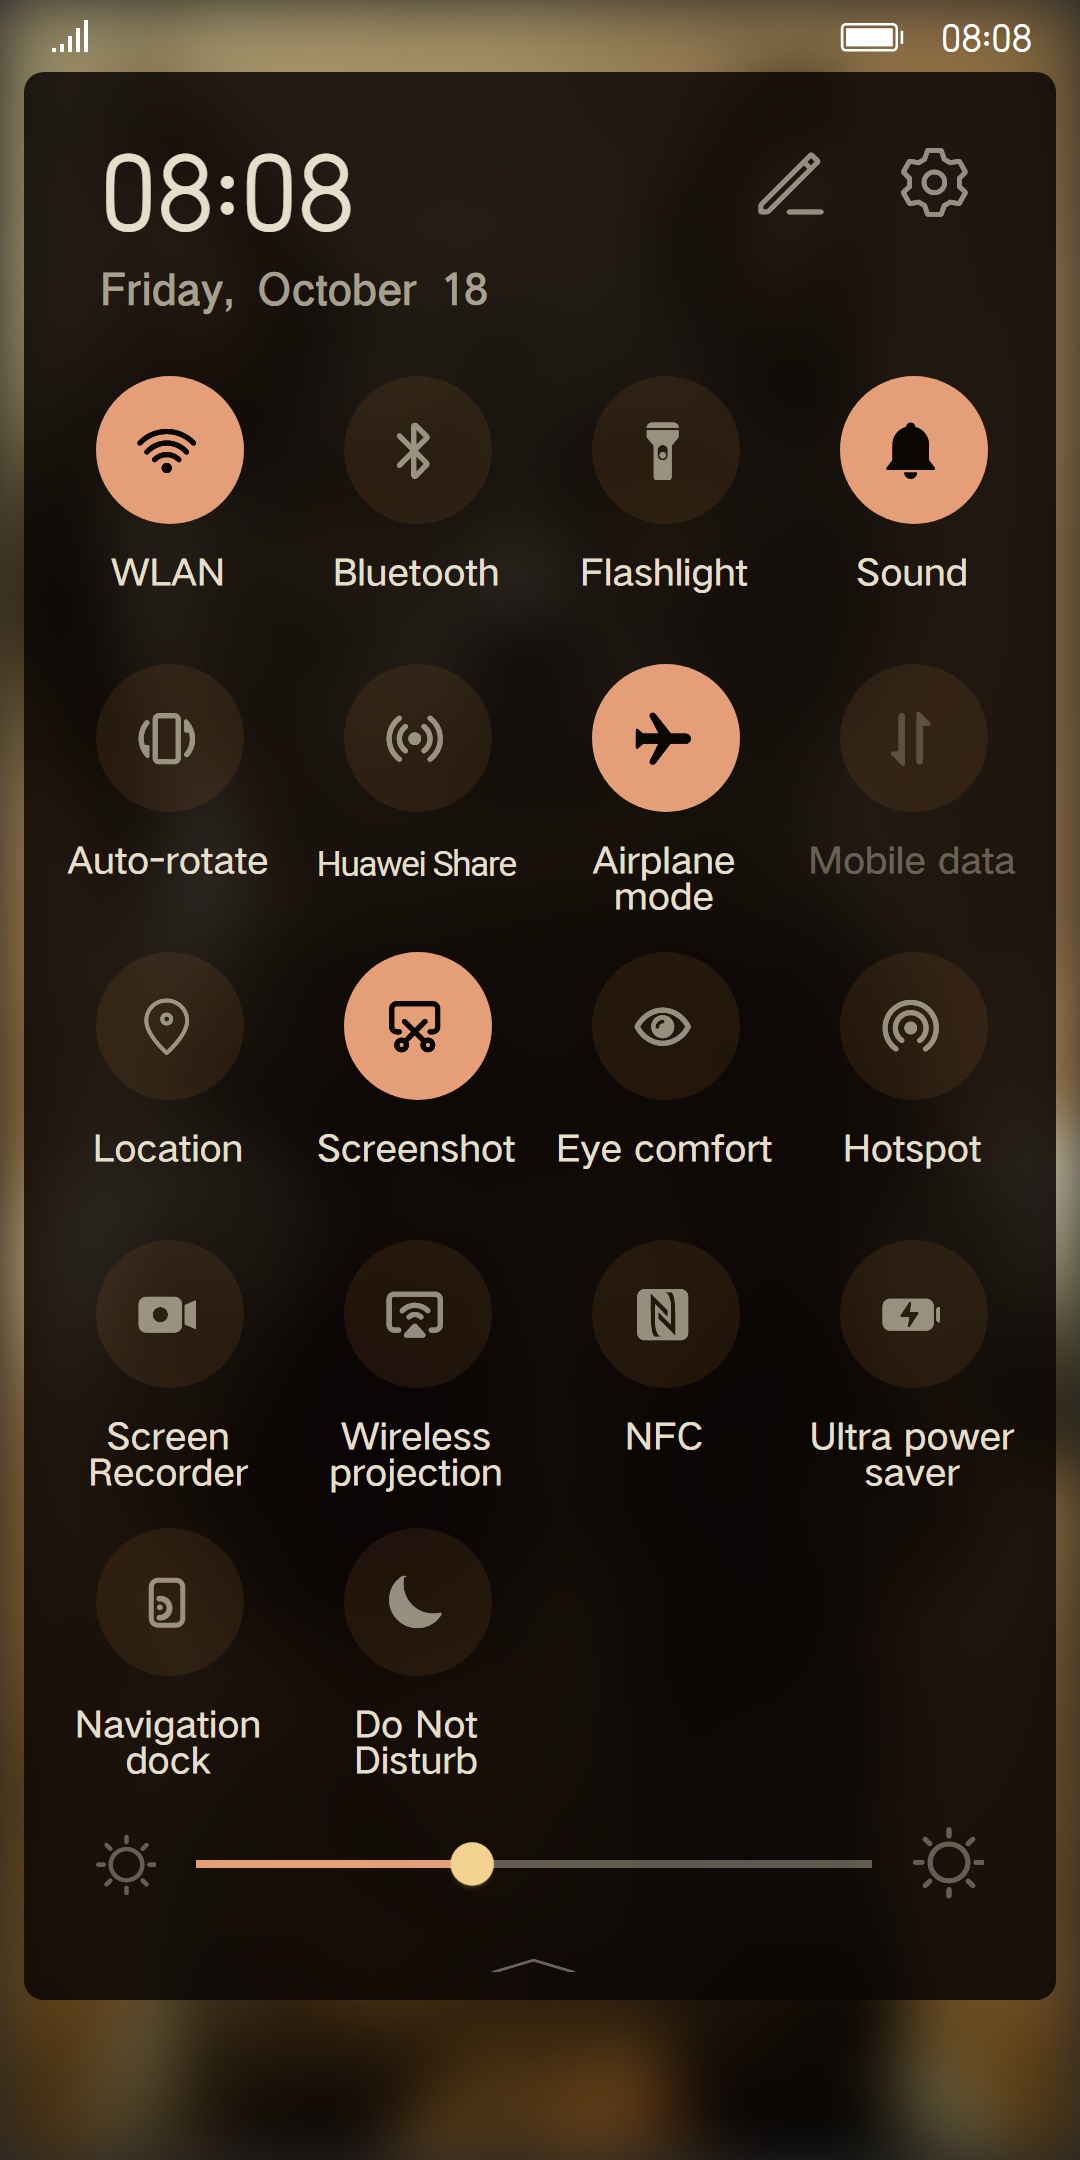 08:08
08:08
Friday, October 18
WLAN
Bluetooth
Flashlight
Sound
Auto-rotate
Huawei Share
Airplane
mode
Mobile data
Location
Screenshot
Eye comfort
Hotspot
Screen
Recorder
Wireless
projection
NFC
Ultra power
saver
Navigation
dock
Do Not
Disturb